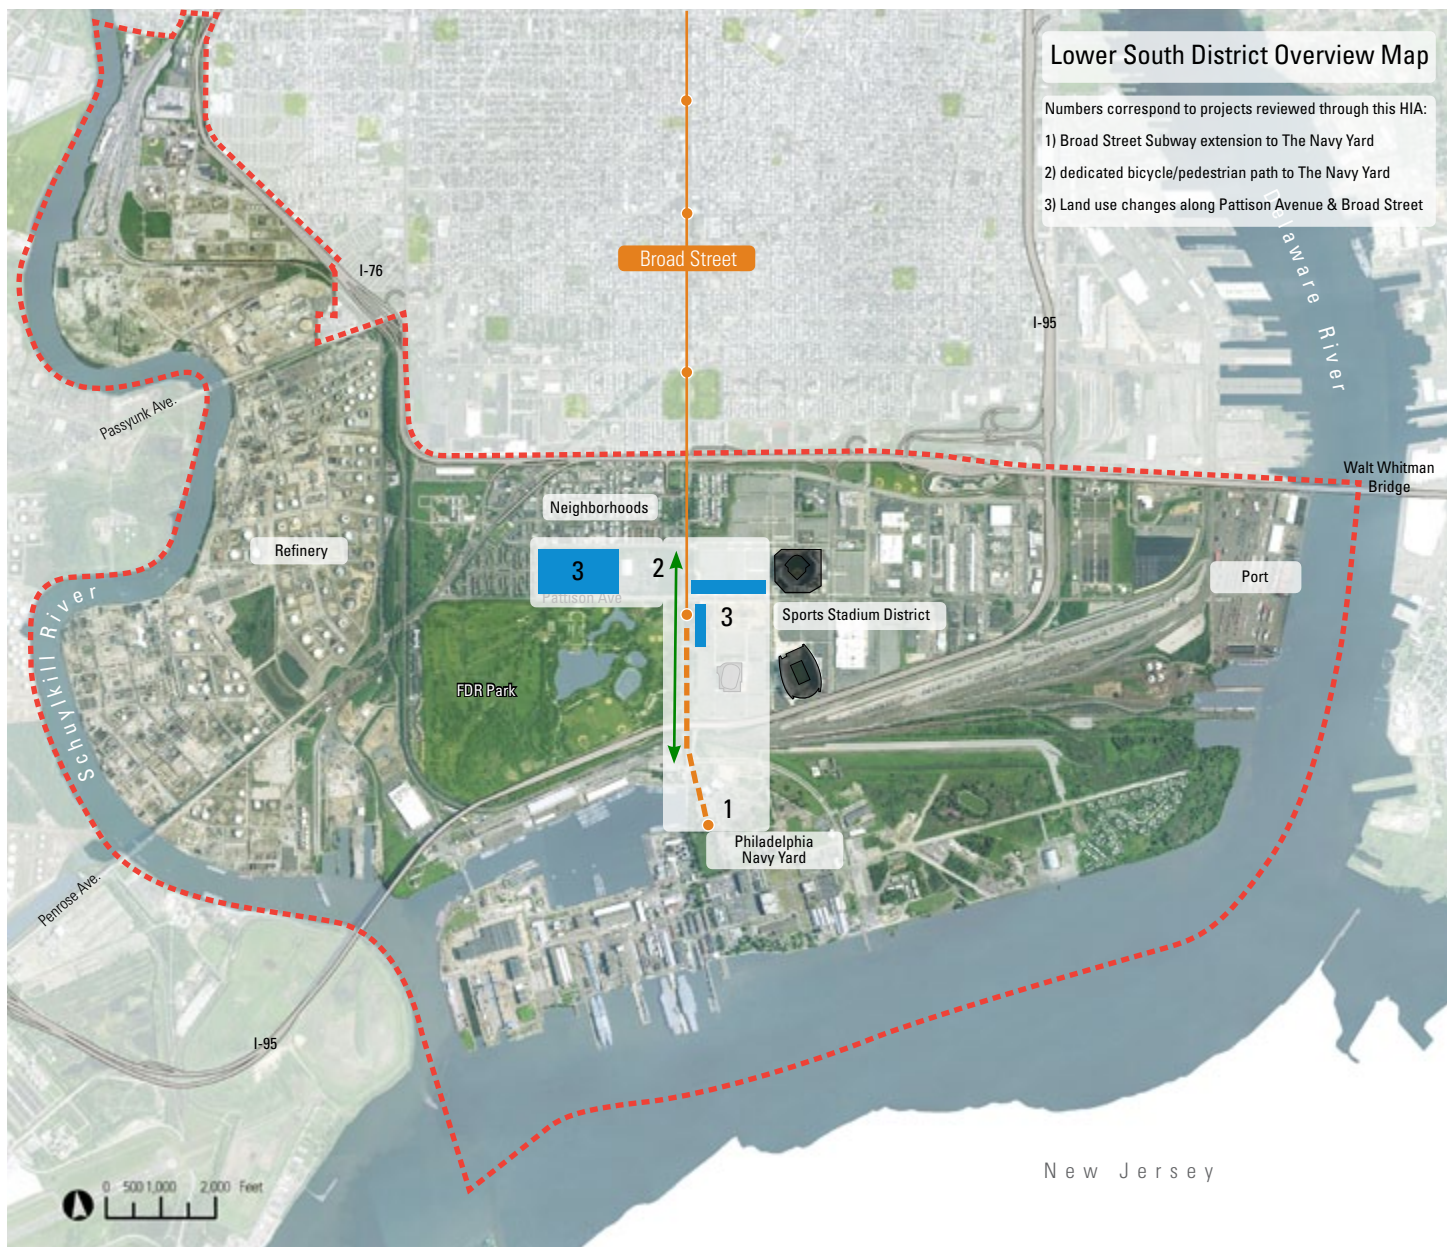 Lower South District Overview Map
Numbers correspond to projects reviewed through this HIA:
1) Broad Street Subway extension to The Navy Yard
2) dedicated bicycle/pedestrian path to The Navy Yard
3) Land use changes along Pattison Avenue & Broad Street
Delaware River
Broad Street
I-76
I-95
Passyunk Ave.
Walt Whitman
Bridge
Neighborhoods
Refinery
3
2
Port
Pattison Ave
3
Sports Stadium District
Schuylkill River
FDR Park
1
Philadelphia
Navy Yard
Penrose Ave.
I-95
New Jersey
0 500 1,000 2,000 Feet